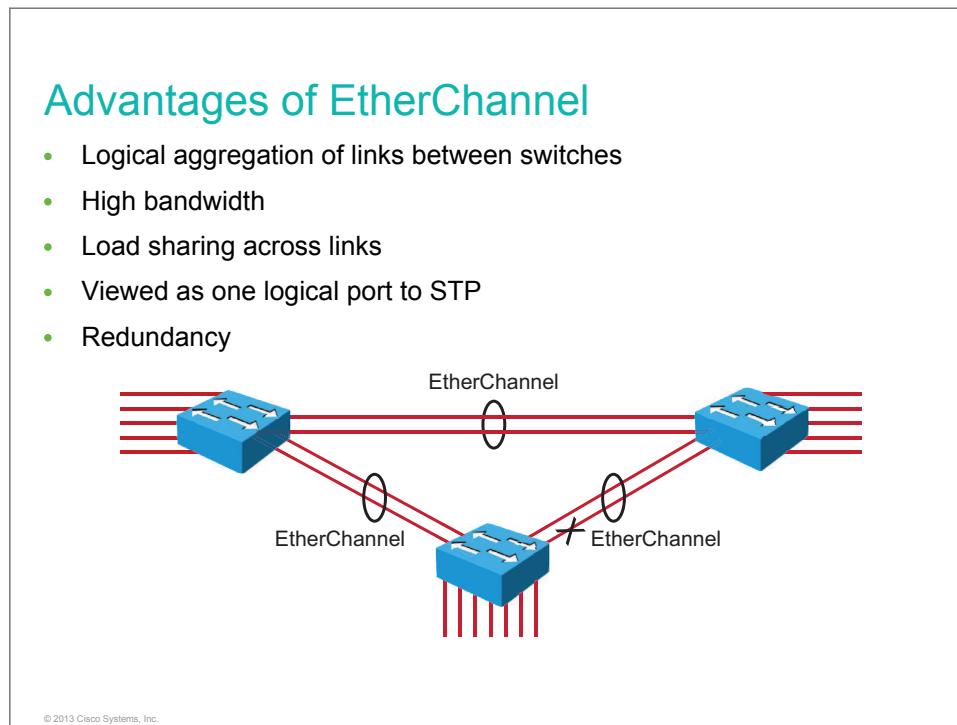 Advantages of EtherChannel
• Logical aggregation of links between switches
• High bandwidth
• Load sharing across links
• Viewed as one logical port to STP
• Redundancy
EtherChannel
EtherChannel
EtherChannel
© 2013 Cisco Systems, Inc.